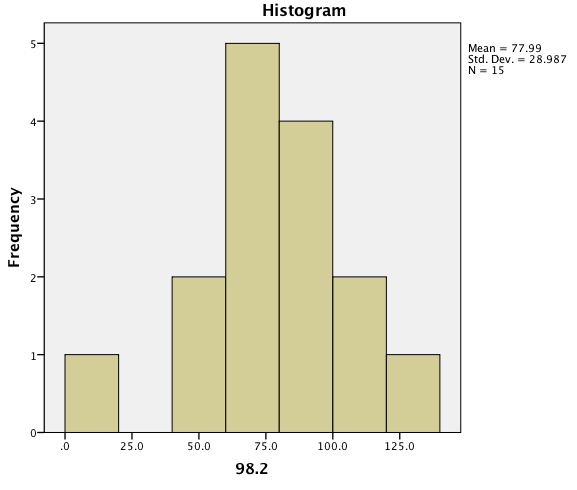 Histogram
Mean = 77.99
Std. Dev. = 28.987
N = 15
Frequency
5
4
3
2
1
0
.0 25.0 50.0 75.0 100.0 125.0
98.2